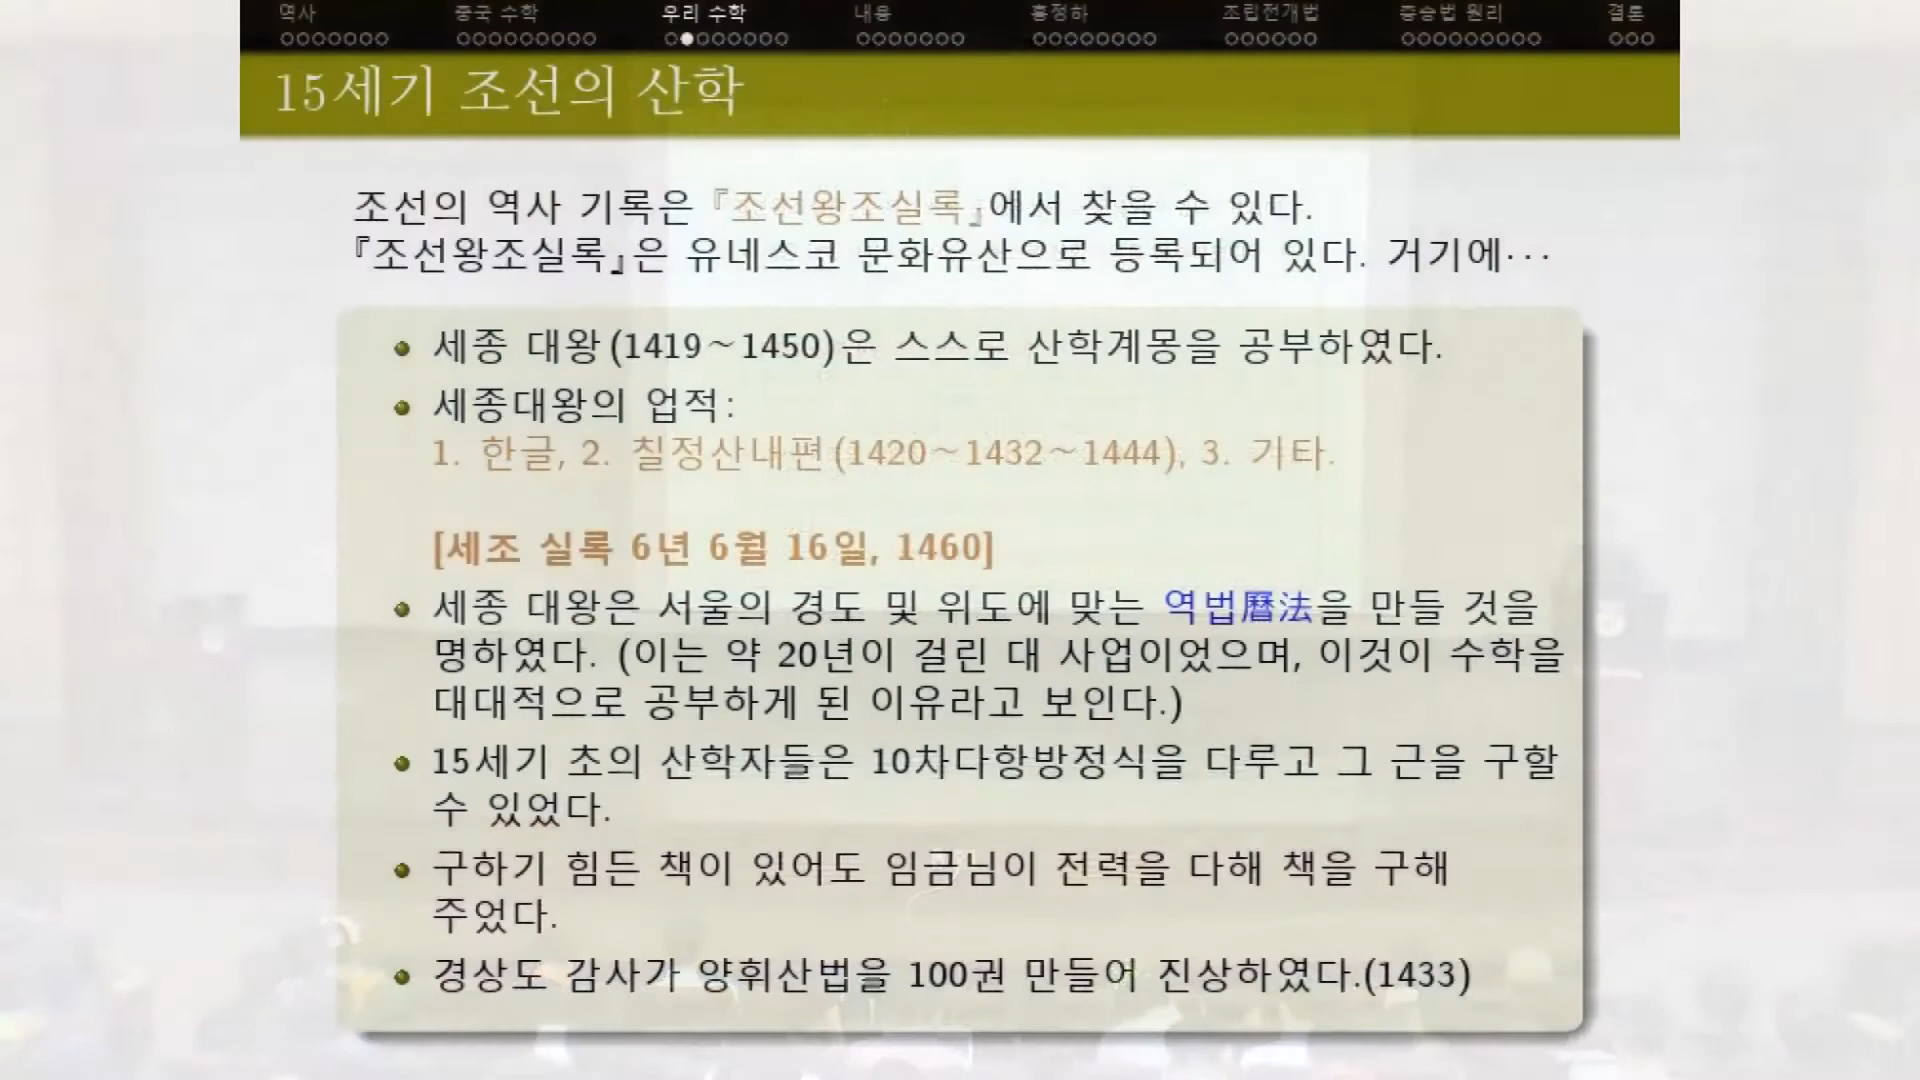 역사 중국 수학 우리 수학 내용 홍정하 조립전개법 증승법 원리 결론
15세기 조선의 산학
조선의 역사 기록은 『조선왕조실록』에서 찾을 수 있다.
『조선왕조실록』은 유네스코 문화유산으로 등록되어 있다. 거기에···
세종 대왕(1419~1450)은 스스로 산학계몽을 공부하였다.
세종대왕의 업적:
1. 한글, 2. 칠정산내편(1420~1432~1444), 3. 기타.
[세조 실록 6년 6월 16일, 1460]
세종 대왕은 서울의 경도 및 위도에 맞는 역법曆法을 만들 것을
명하였다. (이는 약 20년이 걸린 대 사업이었으며, 이것이 수학을
대대적으로 공부하게 된 이유라고 보인다.)
15세기 초의 산학자들은 10차다항방정식을 다루고 그 근을 구할
수 있었다.
구하기 힘든 책이 있어도 임금님이 전력을 다해 책을 구해
주었다.
경상도 감사가 양휘산법을 100권 만들어 진상하였다.(1433)